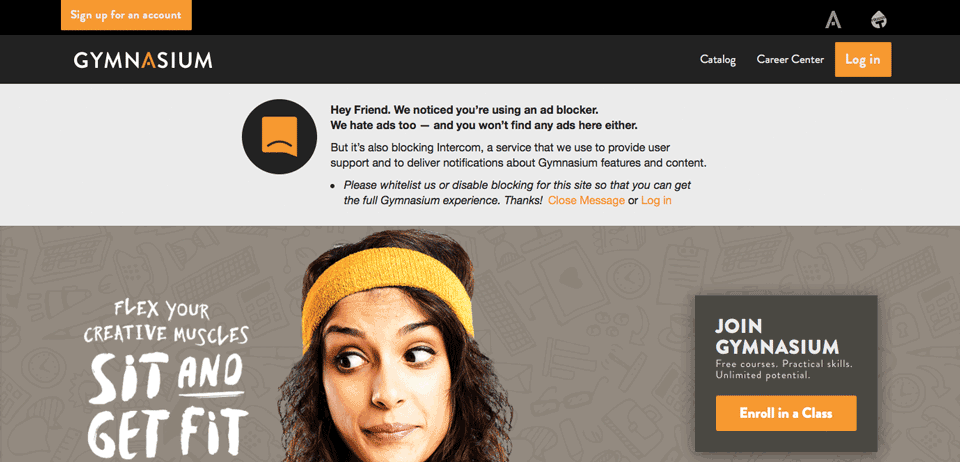 Sign up for an account
GYMNASIUM
Catalog
Career Center
Log in
Hey Friend. We noticed you’re using an ad blocker.
We hate ads too — and you won’t find any ads here either.
But it’s also blocking Intercom, a service that we use to provide user
support and to deliver notifications about Gymnasium features and content.
• Please whitelist us or disable blocking for this site so that you can get
the full Gymnasium experience. Thanks! Close Message or Log in
FLEX YOUR
CREATIVE MUSCLES
SIT AND
GET FIT
JOIN
GYMNASIUM
Free courses. Practical skills.
Unlimited potential.
Enroll in a Class